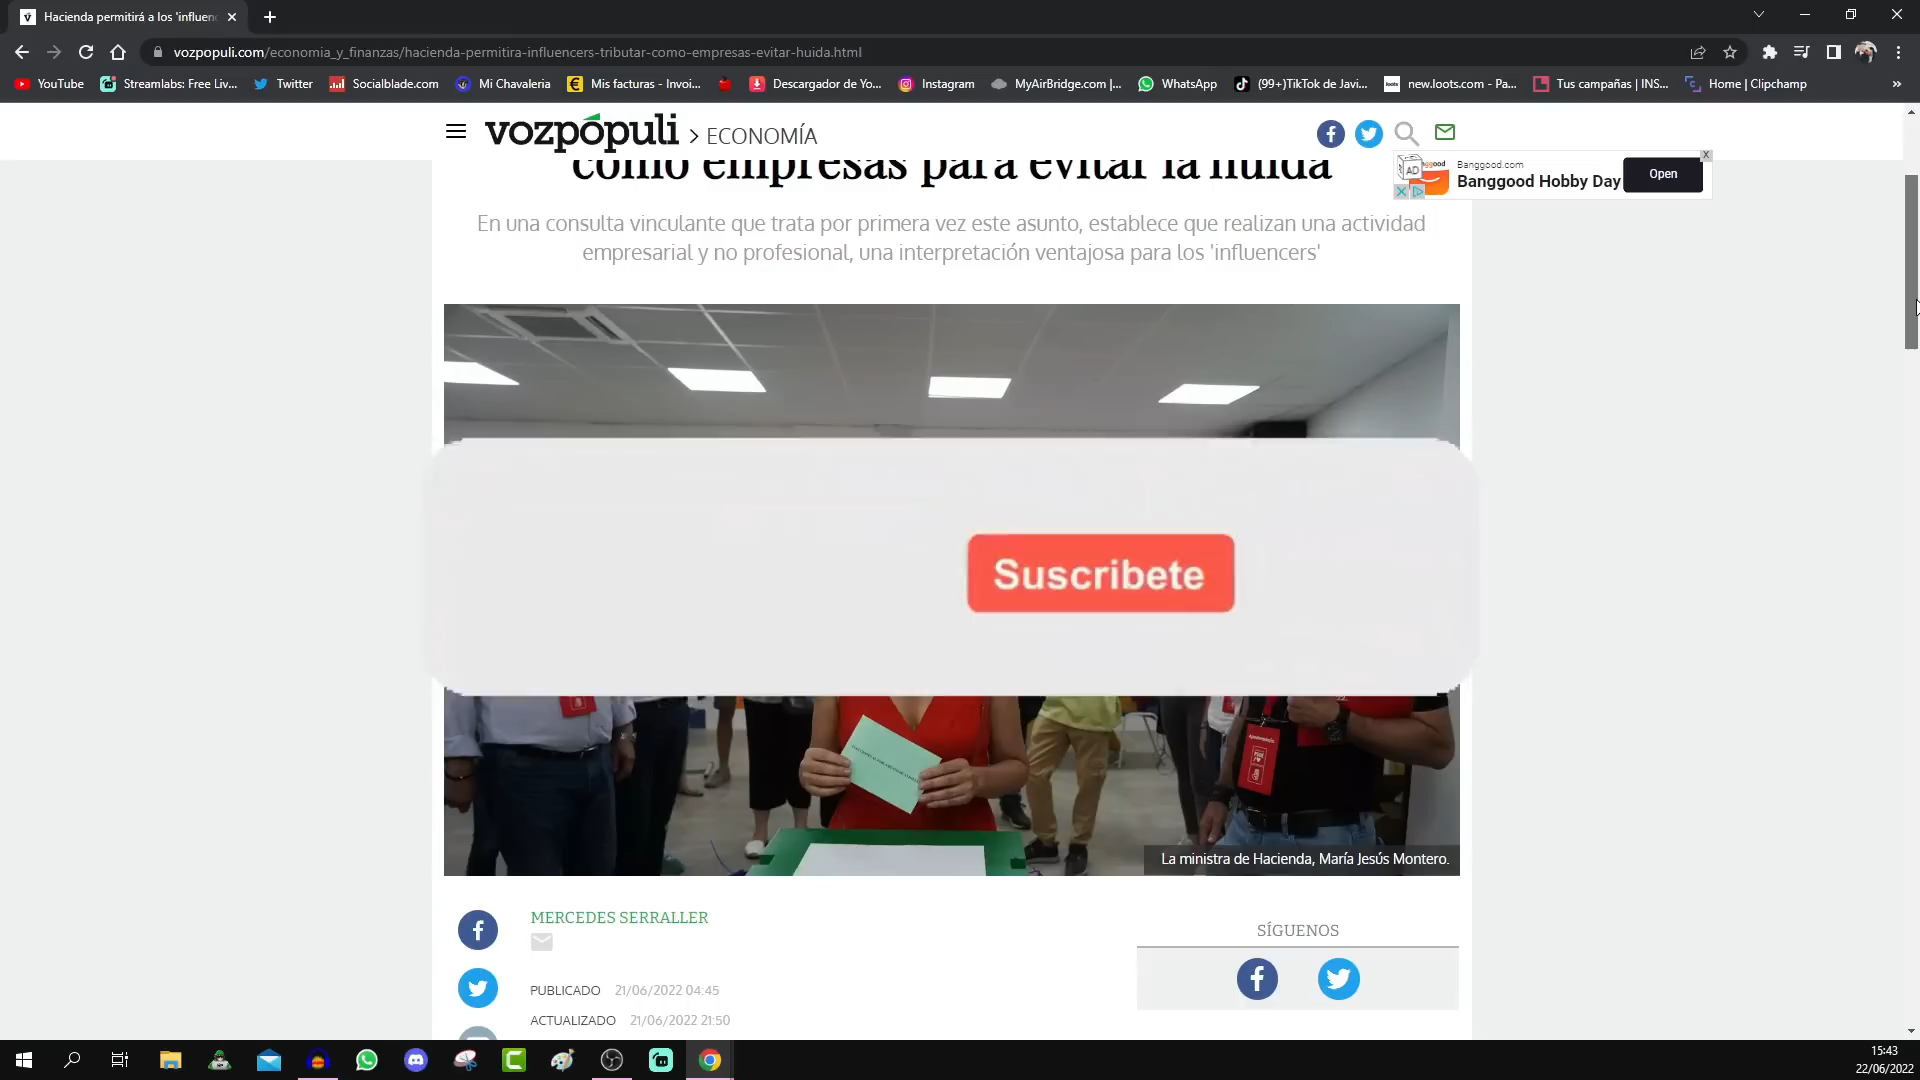 Hacienda permitirá a los 'influen
vozpopuli.com/economia_y_finanzas/hacienda-permitira-influencers-tributar-como-empresas-evitar-huida.html
YouTube
Streamlabs: Free Liv...
Twitter
Socialblade.com
Mi Chavaleria
Mis facturas - Invoi...
Descargador de Yo...
Instagram
MyAirBridge.com |...
WhatsApp
(99+)TikTok de Javi...
new.loots.com - Pa...
Tus campañas | INS...
Home | Clipchamp
»
vozpópuli > ECONOMÍA
como empresas para evitar la huida
AD
Banggood.com
Banggood Hobby Day
Open
X
En una consulta vinculante que trata por primera vez este asunto, establece que realizan una actividad
empresarial y no profesional, una interpretación ventajosa para los 'influencers'
Suscribete
La ministra de Hacienda, María Jesús Montero.
MERCEDES SERRALLER
SÍGUENOS
PUBLICADO 21/06/2022 04:45
ACTUALIZADO 21/06/2022 21:50
15:43
22/06/2022